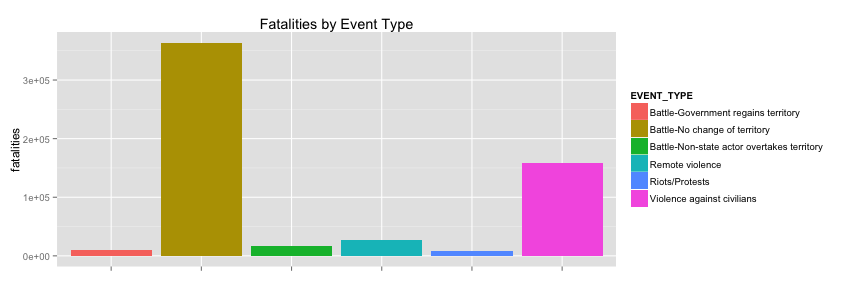 Fatalities by Event Type
fatalities
3e+05
2e+05
1e+05
0e+00
EVENT_TYPE
Battle-Government regains territory
Battle-No change of territory
Battle-Non-state actor overtakes territory
Remote violence
Riots/Protests
Violence against civilians